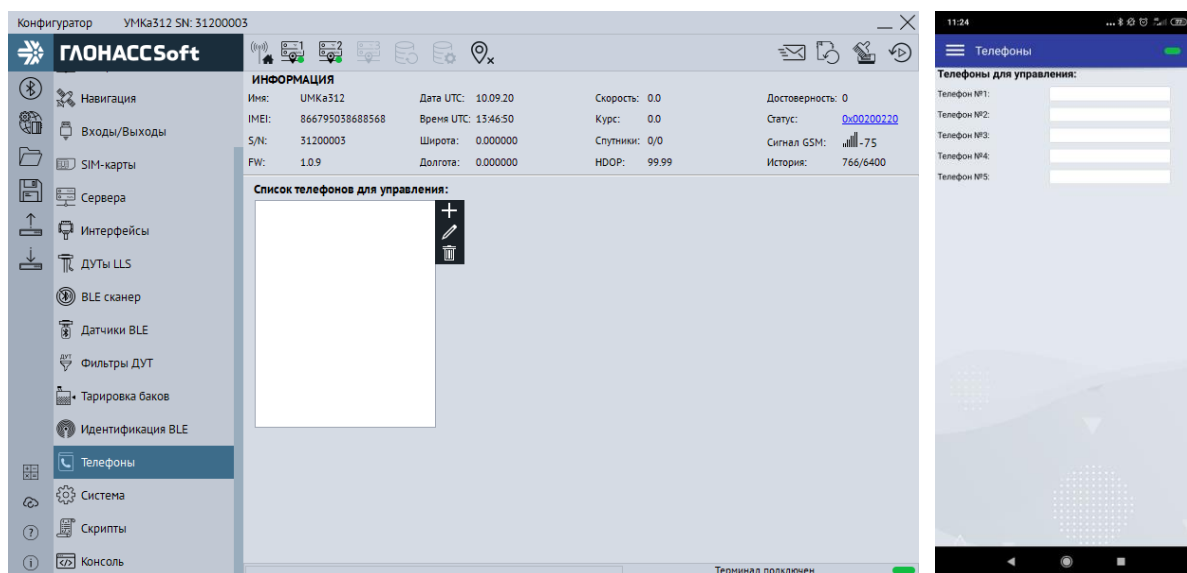 Конфигуратор УМКа312 SN: 31200003
ГЛОНАССSoft
Навигация
Входы/Выходы
SIM-карты
Сервера
Интерфейсы
ДУТы LLS
BLE сканер
Датчики BLE
Фильтры ДУТ
Тарировка баков
Идентификация BLE
Телефоны
Система
Скрипты
Консоль
ИНФОРМАЦИЯ
Имя: UMKa312 Дата UTC: 10.09.20 Скорость: 0.0 Достоверность: 0
IMEI: 866795038688568 Время UTC: 13:46:50 Курс: 0.0 Статус: 0x00200220
S/N: 31200003 Широта: 0.000000 Спутники: 0/0 Сигнал GSM: -75
FW: 1.0.9 Долгота: 0.000000 HDOP: 99.99 История: 766/6400
Список телефонов для управления:
Терминал подключен
11:24
Телефоны
Телефоны для управления:
Телефон №1:
Телефон №2:
Телефон №3:
Телефон №4:
Телефон №5: